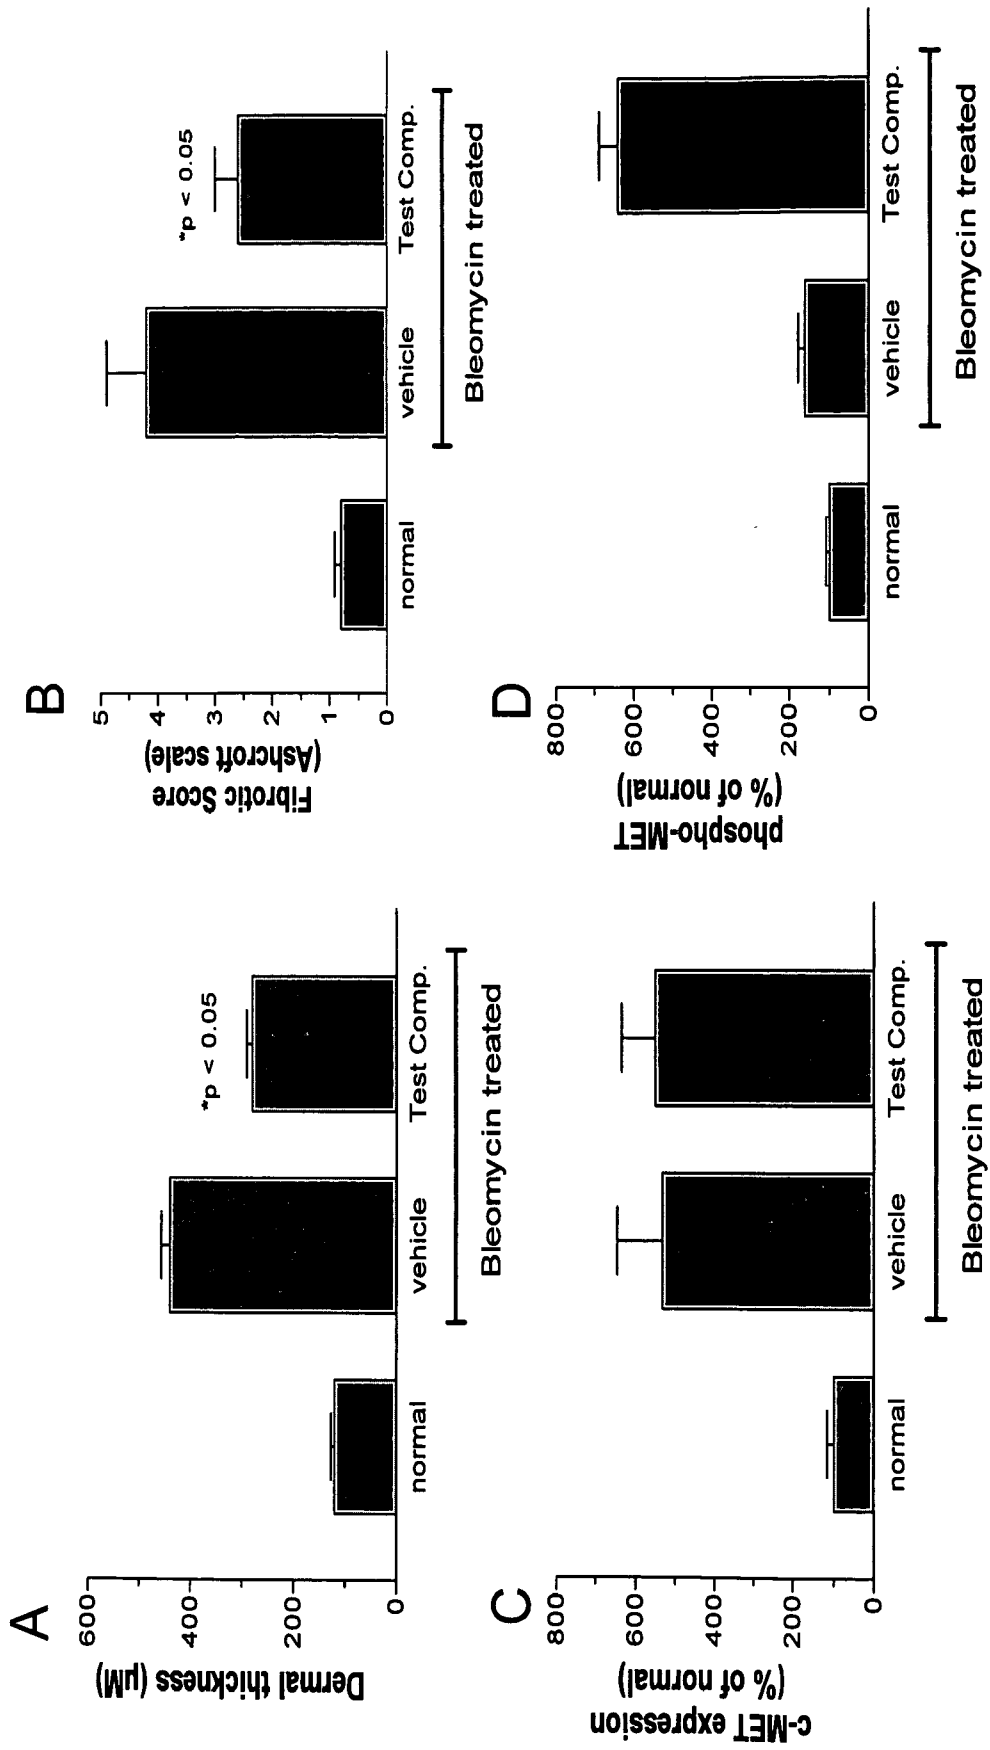 A
Dermal thickness (µM)
600
400
200
0
normal
vehicle
Test Comp.
*p < 0.05
Bleomycin treated
B
Fibrotic Score
(Ashcroft scale)
5
4
3
2
1
0
normal
vehicle
Test Comp.
*p < 0.05
Bleomycin treated
C
c-MET expression
(% of normal)
800
600
400
200
0
normal
vehicle
Test Comp.
Bleomycin treated
D
phospho-MET
(% of normal)
800
600
400
200
0
normal
vehicle
Test Comp.
Bleomycin treated